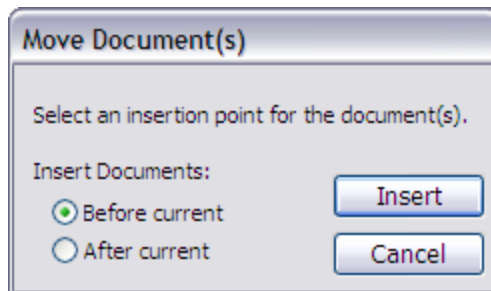 Move Document(s)
Select an insertion point for the document(s).
Insert Documents:
Before current
After current
Insert
Cancel